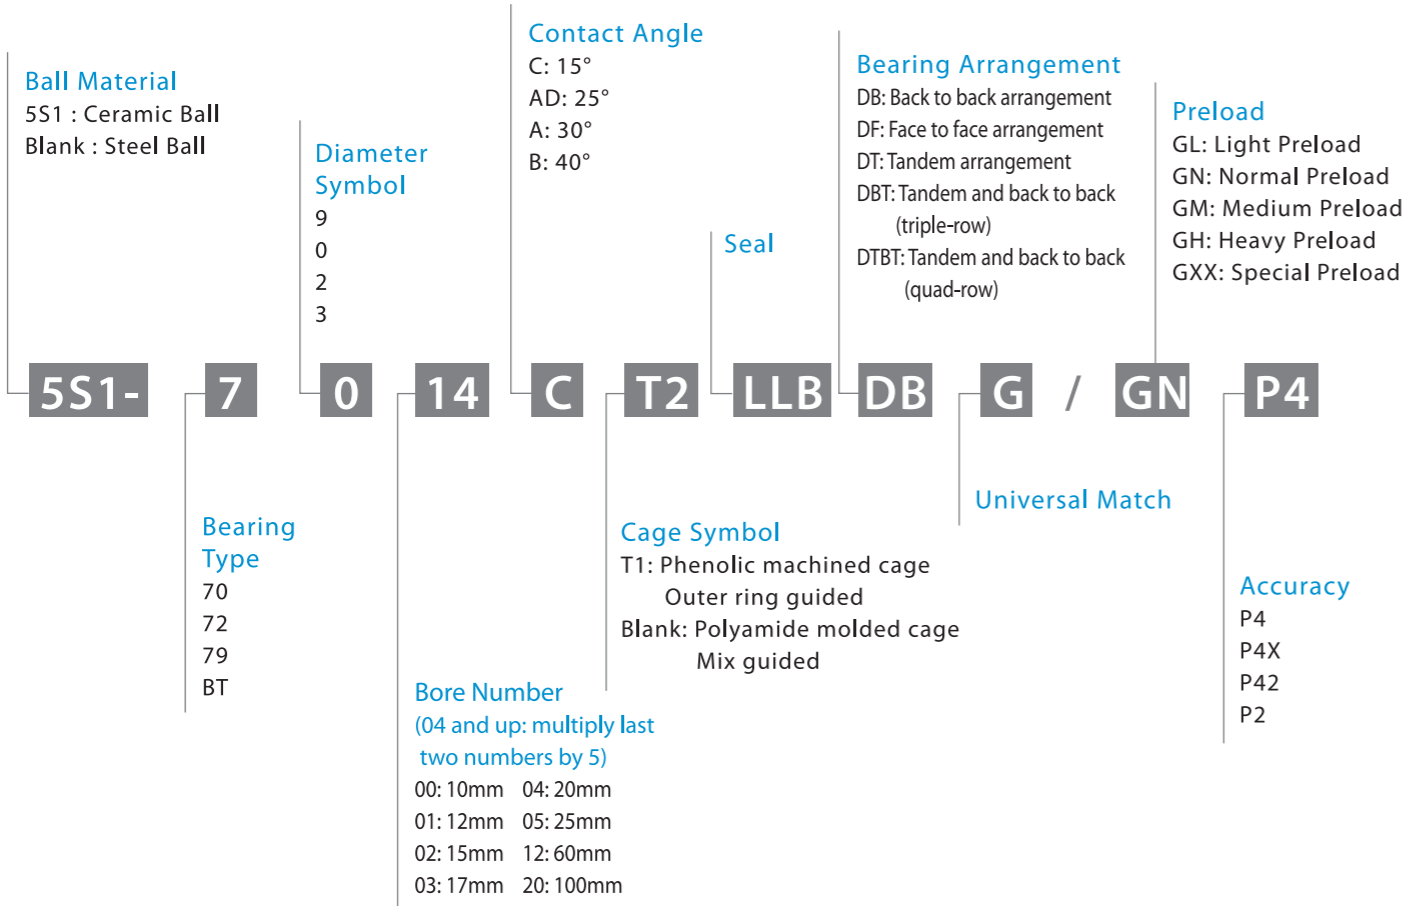 Contact Angle
C: 15°
AD: 25°
A: 30°
B: 40°
Ball Material
5S1 : Ceramic Ball
Blank : Steel Ball
Diameter
Symbol
9
0
2
3
Seal
Bearing Arrangement
DB: Back to back arrangement
DF: Face to face arrangement
DT: Tandem arrangement
DBT: Tandem and back to back
(triple-row)
DTBT: Tandem and back to back
(quad-row)
Preload
GL: Light Preload
GN: Normal Preload
GM: Medium Preload
GH: Heavy Preload
GXX: Special Preload
5S1- 7 0 14 C T2 LLB DB G / GN P4
Bearing
Type
70
72
79
BT
Bore Number
(04 and up: multiply last
two numbers by 5)
00: 10mm 04: 20mm
01: 12mm 05: 25mm
02: 15mm 12: 60mm
03: 17mm 20: 100mm
Cage Symbol
T1: Phenolic machined cage
Outer ring guided
Blank: Polyamide molded cage
Mix guided
Universal Match
Accuracy
P4
P4X
P42
P2